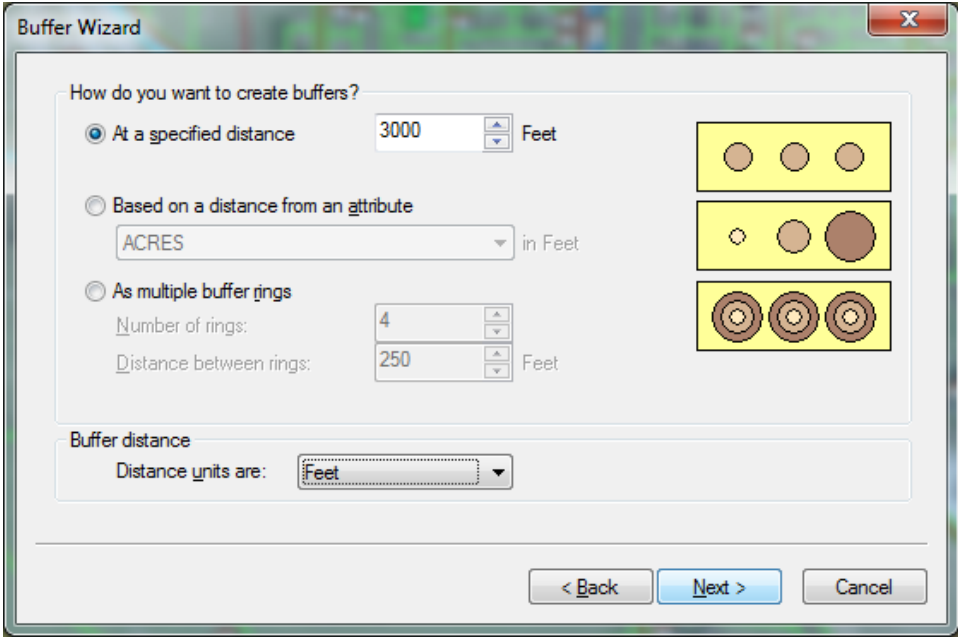 Buffer Wizard
x
How do you want to create buffers?
At a specified distance 3000 Feet
Based on a distance from an attribute
ACRES in Feet
As multiple buffer rings
Number of rings: 4
Distance between rings: 250 Feet
Buffer distance
Distance units are: Feet
< Back Next > Cancel